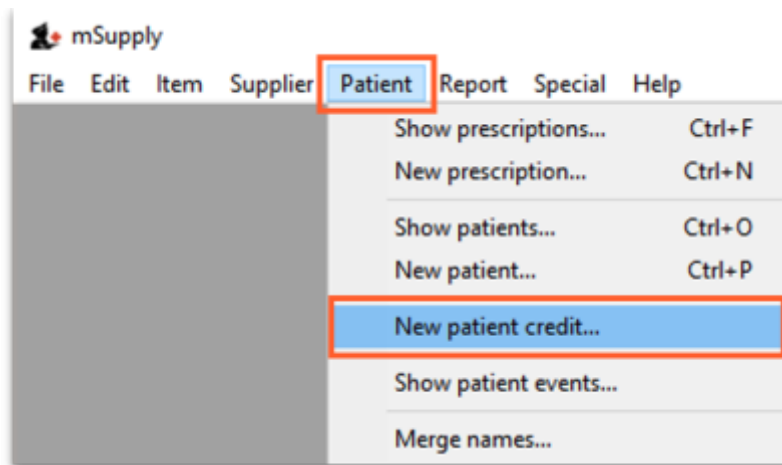 mSupply
File Edit Item Supplier Patient Report Special Help
Show prescriptions... Ctrl+F
New prescription... Ctrl+N
Show patients... Ctrl+O
New patient... Ctrl+P
New patient credit...
Show patient events...
Merge names...